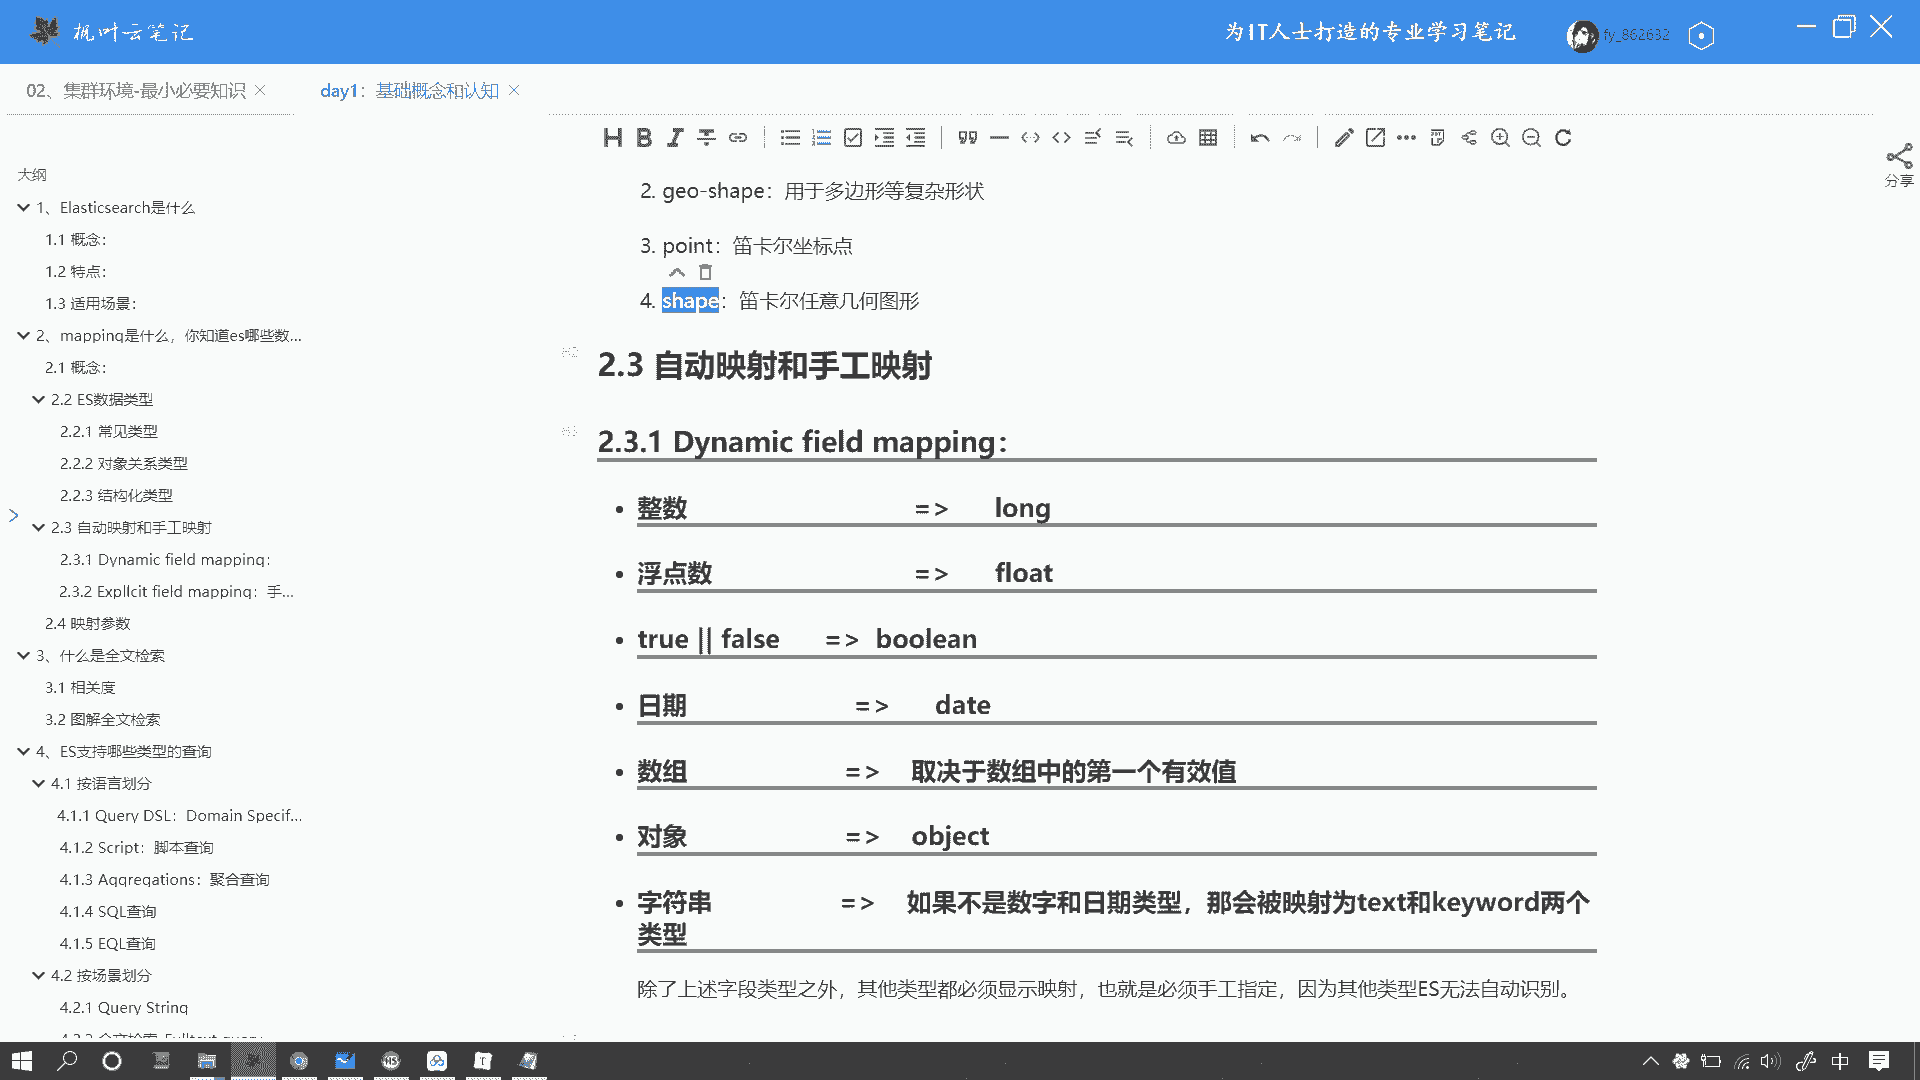 枫叶云笔记
为IT人士打造的专业学习笔记
fy_862632
02、集群环境-最小必要知识
day1：基础概念和认知
分享
大纲
1、Elasticsearch是什么
1.1 概念：
1.2 特点：
1.3 适用场景：
2、mapping是什么，你知道es哪些数...
2.1 概念：
2.2 ES数据类型
2.2.1 常见类型
2.2.2 对象关系类型
2.2.3 结构化类型
2.3 自动映射和手工映射
2.3.1 Dynamic field mapping：
2.3.2 ExplIcit field mapping：手...
2.4 映射参数
3、什么是全文检索
3.1 相关度
3.2 图解全文检索
4、ES支持哪些类型的查询
4.1 按语言划分
4.1.1 Query DSL：Domain Specif...
4.1.2 Script：脚本查询
4.1.3 Aggregations：聚合查询
4.1.4 SQL查询
4.1.5 EQL查询
4.2 按场景划分
4.2.1 Query String
2. geo-shape：用于多边形等复杂形状
3. point：笛卡尔坐标点
4. shape：笛卡尔任意几何图形
2.3 自动映射和手工映射
2.3.1 Dynamic field mapping：
整数 => long
浮点数 => float
true || false => boolean
日期 => date
数组 => 取决于数组中的第一个有效值
对象 => object
字符串 => 如果不是数字和日期类型，那会被映射为text和keyword两个
类型
除了上述字段类型之外，其他类型都必须显示映射，也就是必须手工指定，因为其他类型ES无法自动识别。
中